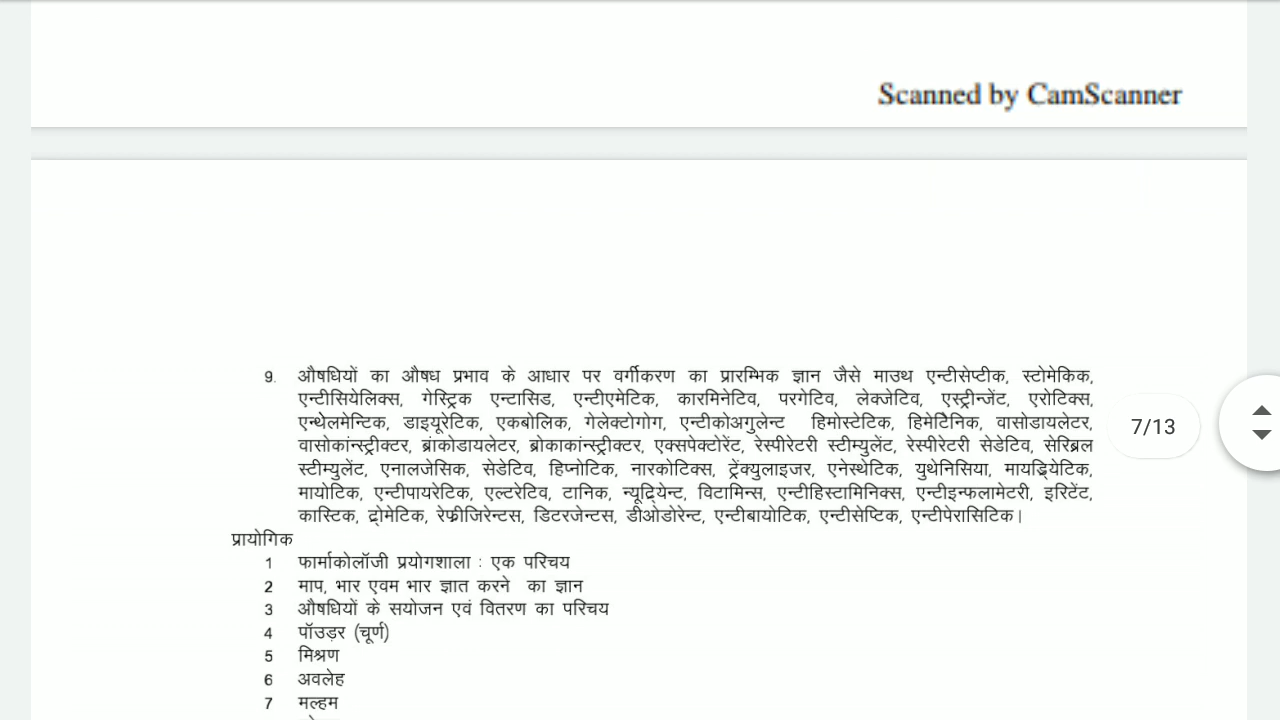 Scanned by CamScanner
9. औषधियों का औषध प्रभाव के आधार पर वर्गीकरण का प्रारम्भिक ज्ञान जैसे माउथ एन्टीसेप्टीक, स्टोमेकिक,
एन्टीसियेलिक्स, गेस्ट्रिक एन्टासिड, एन्टीएमेटिक, कारमिनेटिव, परगेटिव, लेक्जेटिव, एस्ट्रीन्जेंट, एरोटिक्स,
एन्थेलमेन्टिक, डाइयूरेटिक, एकबोलिक, गेलेक्टोगोग, एन्टीकोअगुलेन्ट हिमोस्टेटिक, हिमेटिेनिक, वासोडायलेटर,
वासोकांन्स्ट्रीक्टर, ब्रांकोडायलेटर, ब्रोकाकांन्स्ट्रीक्टर, एक्सपेक्टोरेंट, रेस्पीरेटरी स्टीम्युलेंट, रेस्पीरेटरी सेडेटिव, सेरिब्रल
स्टीम्युलेंट, एनालजेसिक, सेडेटिव, हिप्नोटिक, नारकोटिक्स, ट्रेंक्युलाइजर, एनेस्थेटिक, युथेनिसिया, मायड्रियेटिक,
मायोटिक, एन्टीपायरेटिक, एल्टरेटिव, टानिक, न्यूद्रियेन्ट, विटामिन्स, एन्टीहिस्टामिनिक्स, एन्टीइन्फलामेटरी, इरिटेंट,
कास्टिक, द्रोमेटिक, रेफ्रीजिरेन्टस, डिटरजेन्टस, डीओडोरेन्ट, एन्टीबायोटिक, एन्टीसेप्टिक, एन्टीपेरासिटिक।
7/13
प्रायोगिक
1 फार्माकोलॉजी प्रयोगशाला : एक परिचय
2 माप, भार एवम भार ज्ञात करने का ज्ञान
3 औषधियों के सयोजन एवं वितरण का परिचय
4 पॉउड़र (चूर्ण)
5 मिश्रण
6 अवलेह
7 मल्हम